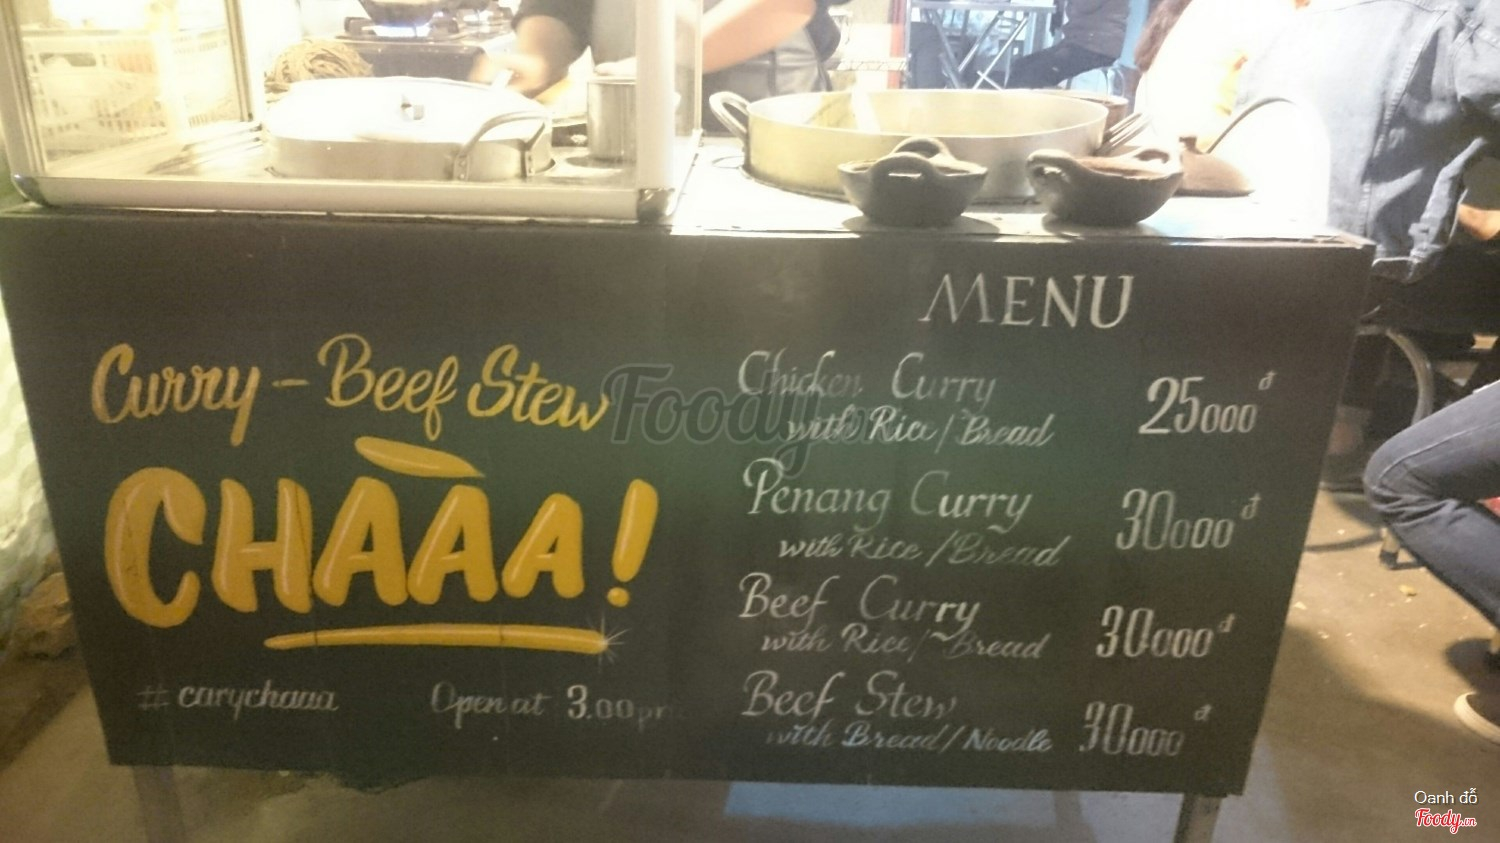 Curry - Beef Stew
CHÀAA!
# carychaaa
Open at 3.00 pm
MENU
Chicken Curry
with Rice / Bread
25000đ
Penang Curry
with Rice / Bread
30000đ
Beef Curry
with Rice / Bread
30000đ
Beef Stew
with Bread / Noodle
30000đ
Foody
Oanh đỗ
Foody.vn